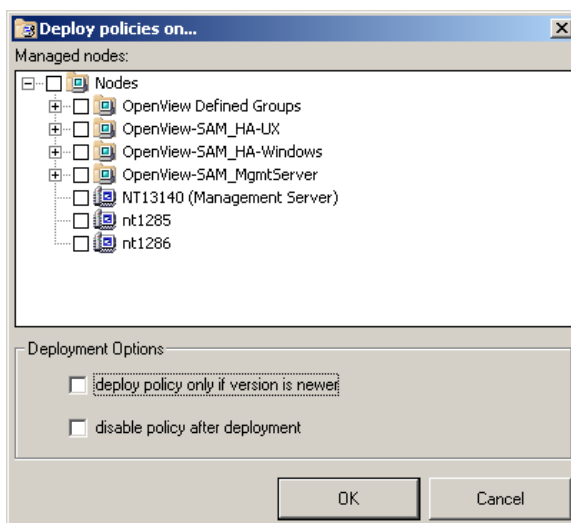 Deploy policies on...
Managed nodes:
Nodes
OpenView Defined Groups
OpenView-SAM_HA-UX
OpenView-SAM_HA-Windows
OpenView-SAM_MgmtServer
NT13140 (Management Server)
nt1285
nt1286
Deployment Options
deploy policy only if version is newer
disable policy after deployment
OK
Cancel